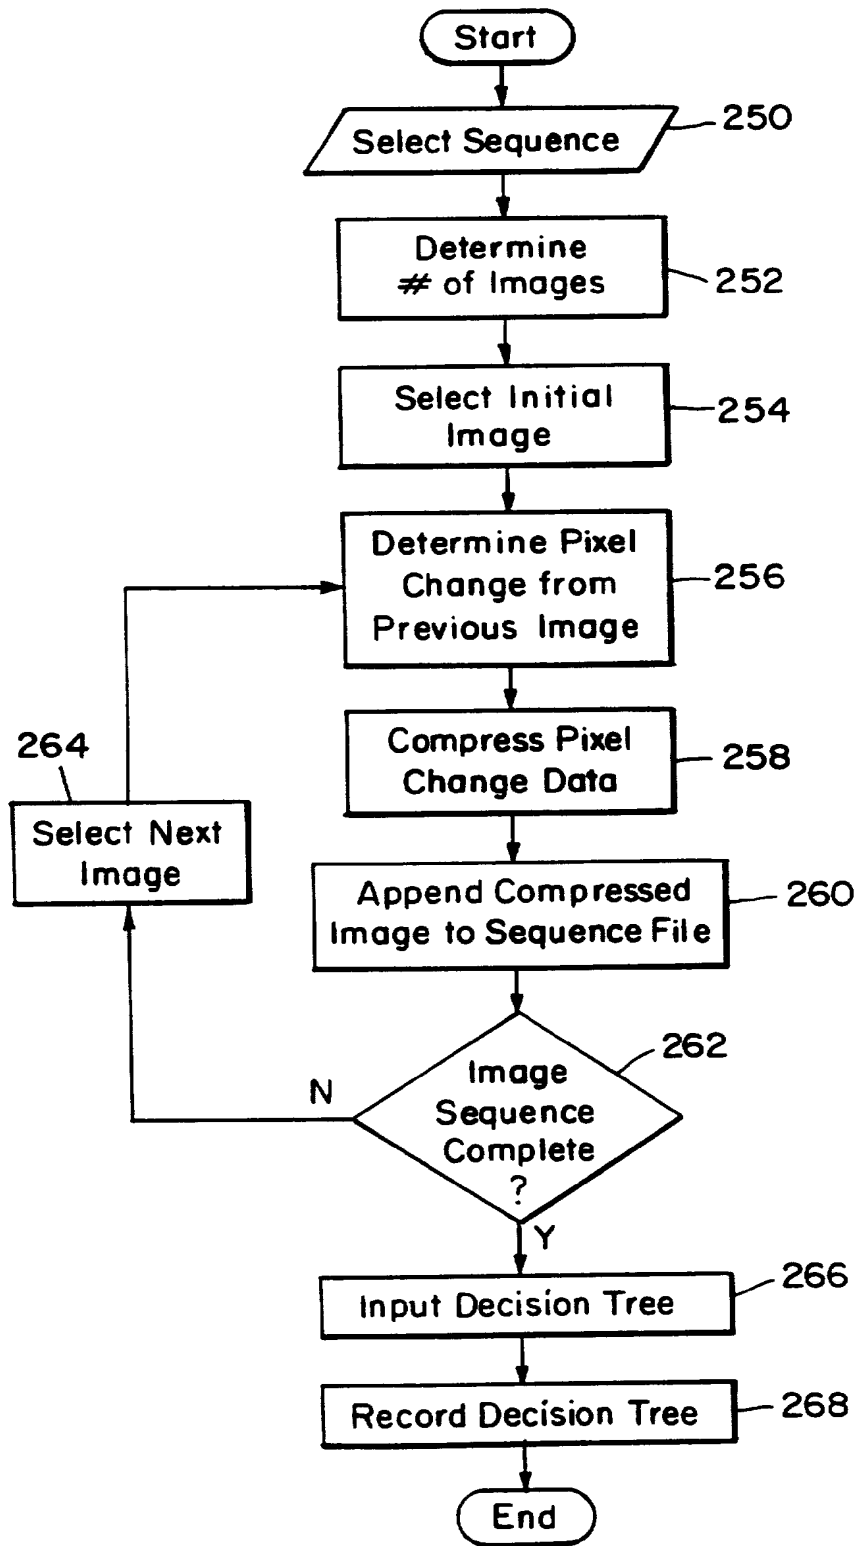 Start
Select Sequence
250
Determine
# of Images
252
Select Initial
Image
254
Determine Pixel
Change from
Previous Image
256
Compress Pixel
Change Data
258
264
Select Next
Image
Append Compressed
Image to Sequence File
260
Image
Sequence
Complete
?
262
N
Y
Input Decision Tree
266
Record Decision Tree
268
End